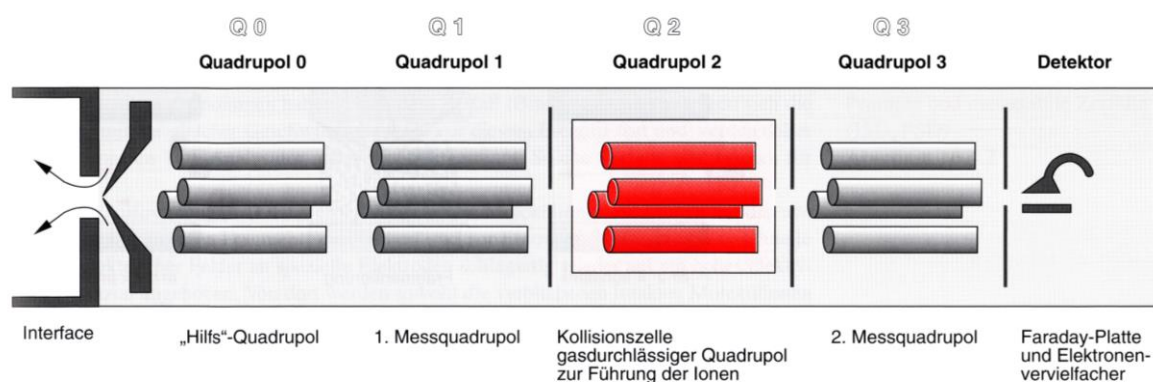 Q 0 Q 1 Q 2 Q 3
Quadrupol 0 Quadrupol 1 Quadrupol 2 Quadrupol 3 Detektor
Interface
„Hilfs“-Quadrupol
1. Messquadrupol
Kollisionszelle
gasdurchlässiger Quadrupol
zur Führung der Ionen
2. Messquadrupol
Faraday-Platte
und Elektronen-
vervielfacher